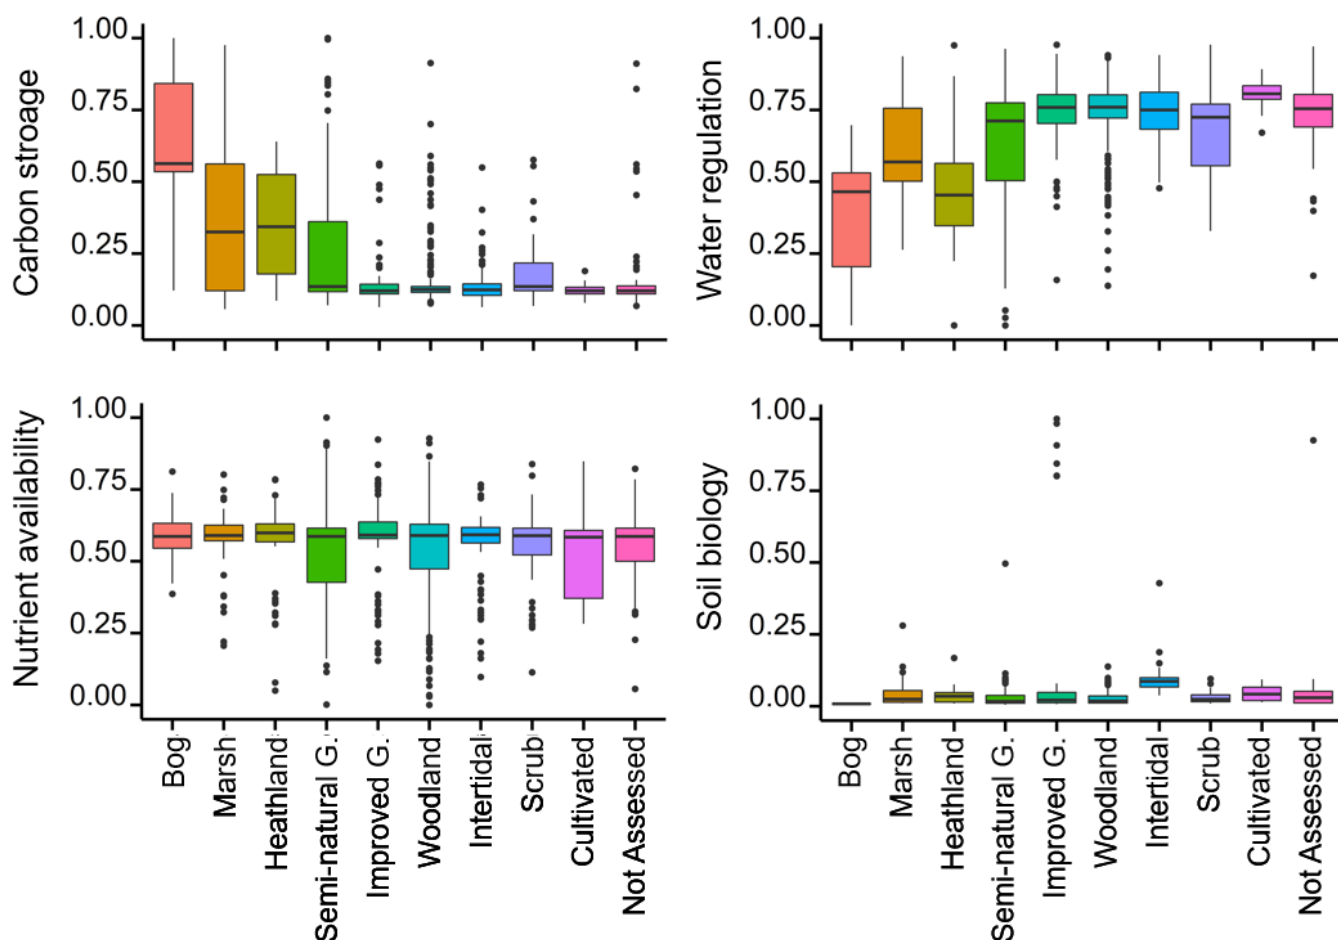 Carbon stroage
1.00
0.75
0.50
0.25
0.00
Water regulation
1.00
0.75
0.50
0.25
0.00
Nutrient availability
1.00
0.75
0.50
0.25
0.00
Bog
Marsh
Heathland
Semi-natural G.
Improved G.
Woodland
Intertidal
Scrub
Cultivated
Not Assessed
Soil biology
1.00
0.75
0.50
0.25
0.00
Bog
Marsh
Heathland
Semi-natural G.
Improved G.
Woodland
Intertidal
Scrub
Cultivated
Not Assessed